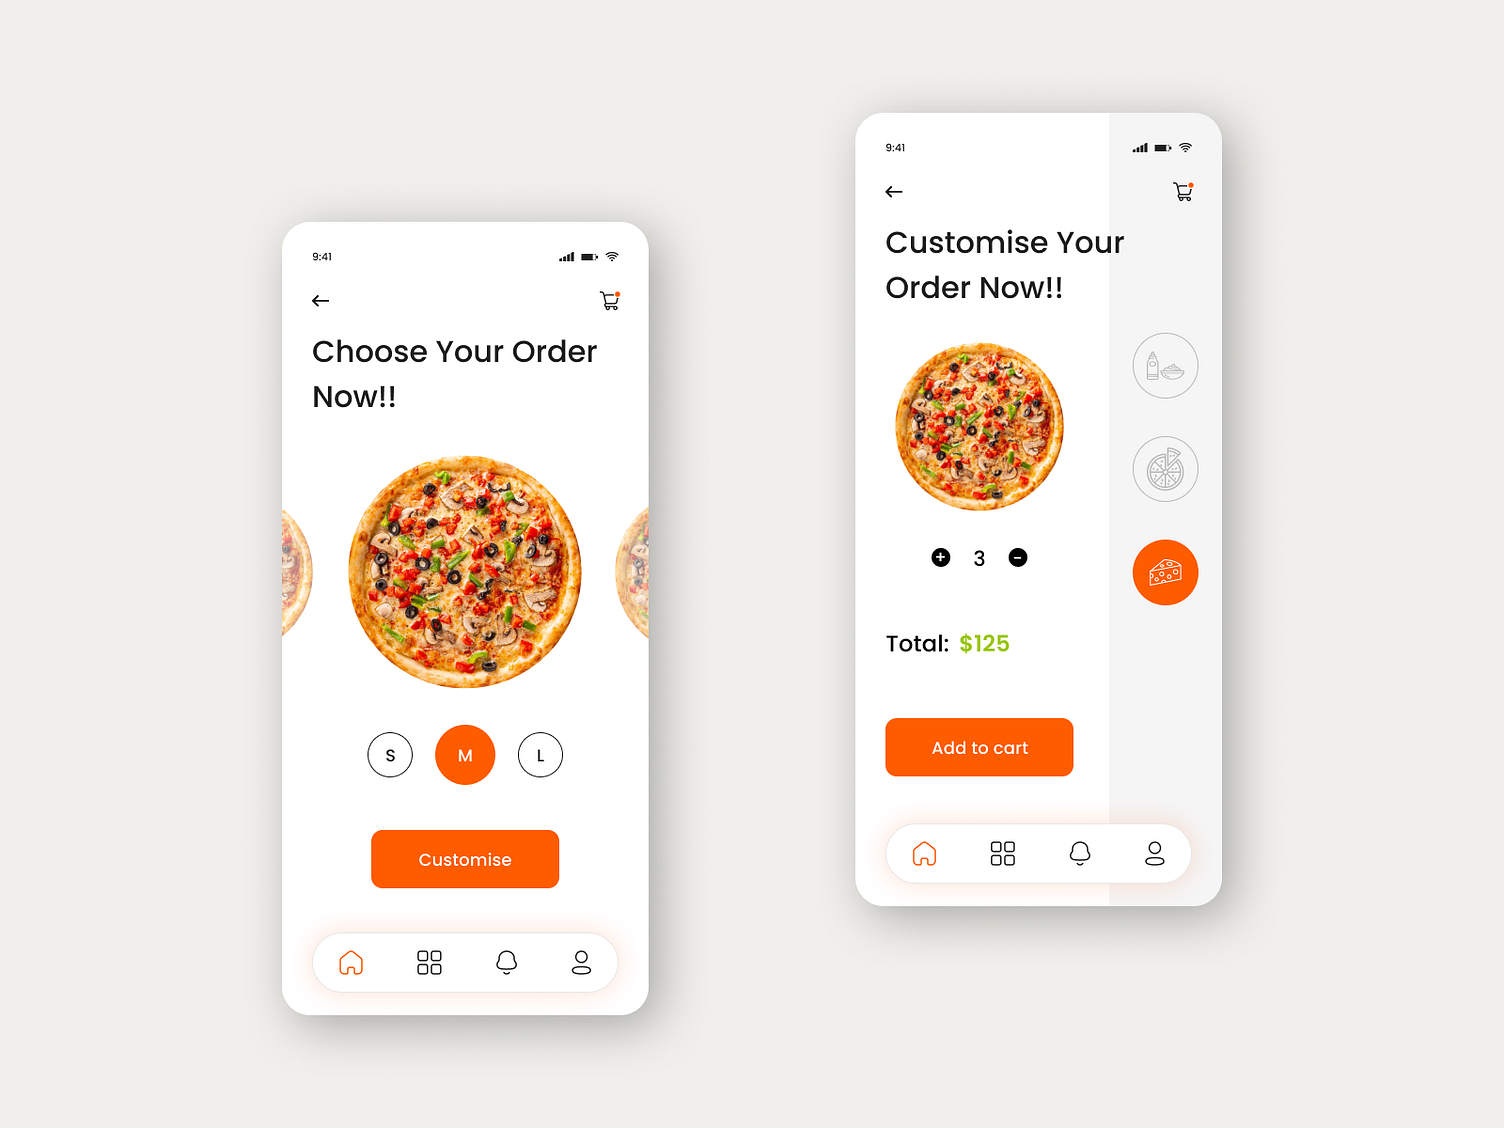 9:41
Choose Your Order
Now!!
S M L
Customise
9:41
Customise Your
Order Now!!
3
Total: $125
Add to cart